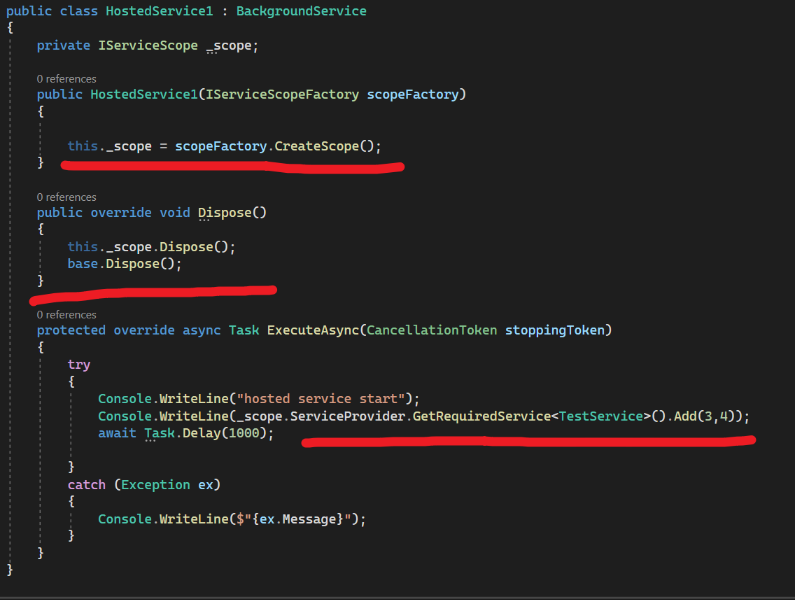 public class HostedService1 : BackgroundService
{
private IServiceScope _scope;
0 references
public HostedService1(IServiceScopeFactory scopeFactory)
{
this._scope = scopeFactory.CreateScope();
}
0 references
public override void Dispose()
{
this._scope.Dispose();
base.Dispose();
}
0 references
protected override async Task ExecuteAsync(CancellationToken stoppingToken)
{
try
{
Console.WriteLine("hosted service start");
Console.WriteLine(_scope.ServiceProvider.GetRequiredService<TestService>().Add(3,4));
await Task.Delay(1000);
}
catch (Exception ex)
{
Console.WriteLine($"{ex.Message}");
}
}
}